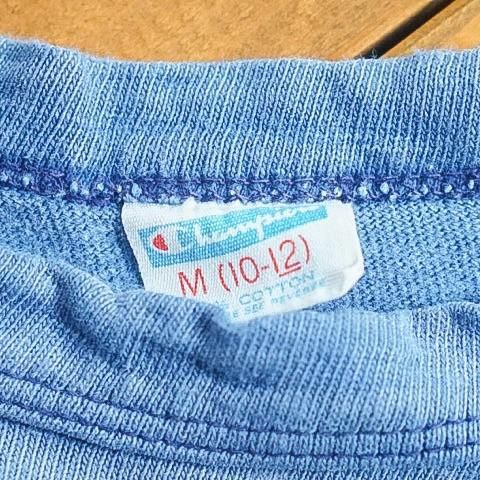 Champion
M (10-12)
COTTON
SEE REVERSE